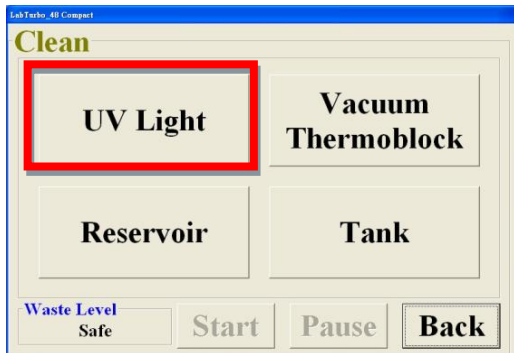 LabTurbo_48 Compact
Clean
UV Light
Vacuum
Thermoblock
Reservoir
Tank
Waste Level
Safe
Start
Pause
Back